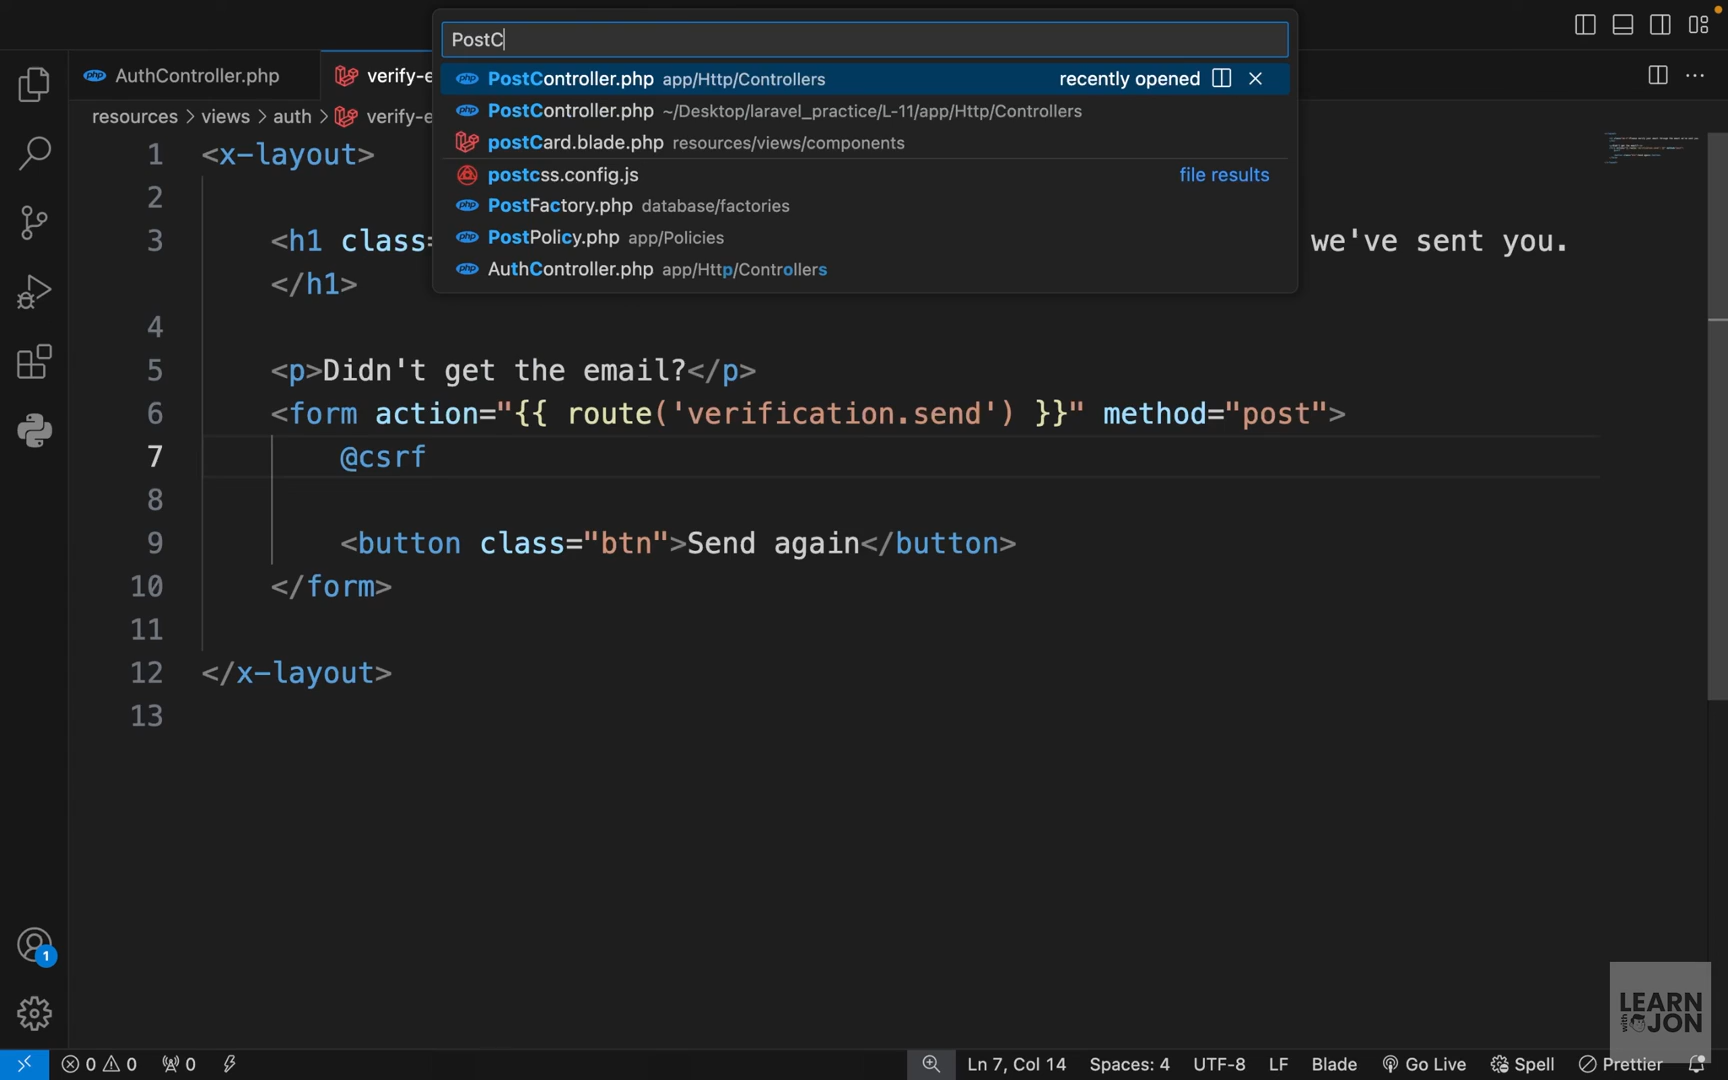 PostC
PostController.php app/Http/Controllers recently opened
PostController.php ~/Desktop/laravel_practice/L-11/app/Http/Controllers
postCard.blade.php resources/views/components
postcss.config.js file results
PostFactory.php database/factories
PostPolicy.php app/Policies
AuthController.php app/Http/Controllers
AuthController.php verify-e
resources > views > auth > verify-e
1 <x-layout>
2
3 <h1 class= we've sent you.
</h1>
4
5 <p>Didn't get the email?</p>
6 <form action="{{ route('verification.send') }}" method="post">
7 @csrf
8
9 <button class="btn">Send again</button>
10 </form>
11
12 </x-layout>
13
1
LEARN
with JON
0 0 0 Ln 7, Col 14 Spaces: 4 UTF-8 LF Blade Go Live Spell Prettier